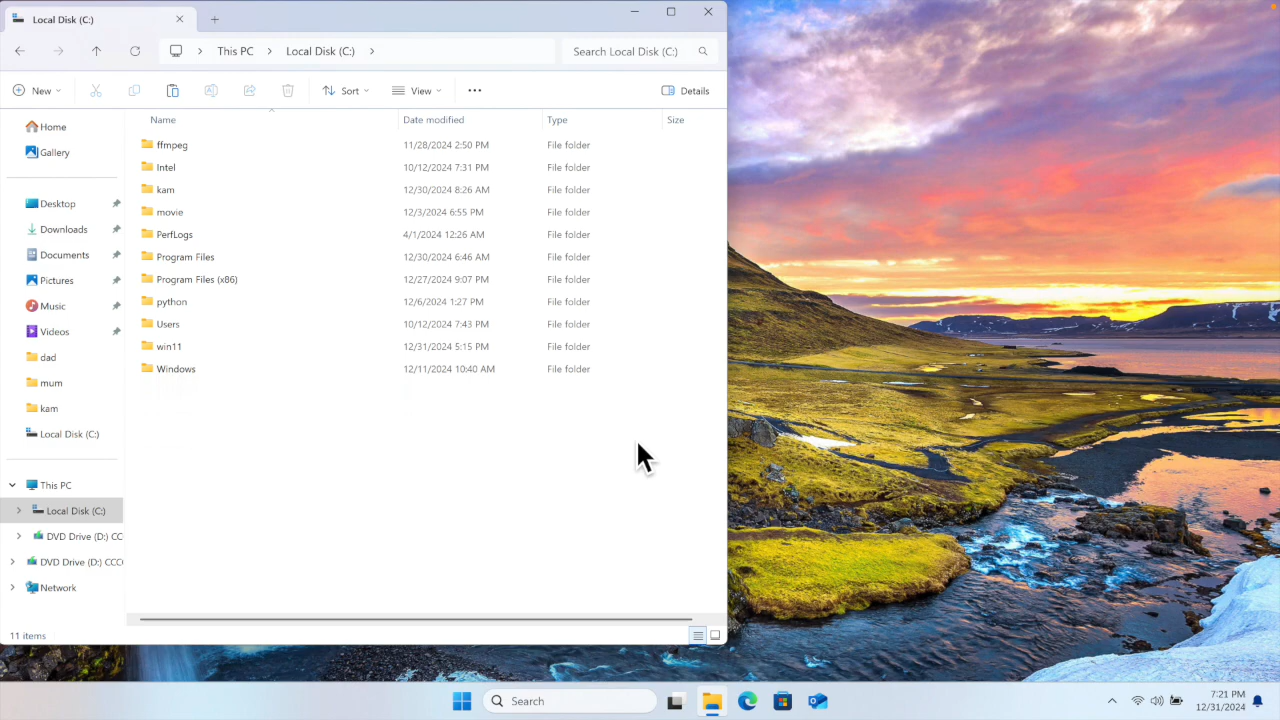 Local Disk (C:)
This PC Local Disk (C:)
Search Local Disk (C:)
New Sort View Details
Name Date modified Type Size
ffmpeg 11/28/2024 2:50 PM File folder
Intel 10/12/2024 7:31 PM File folder
kam 12/30/2024 8:26 AM File folder
movie 12/3/2024 6:55 PM File folder
PerfLogs 4/1/2024 12:26 AM File folder
Program Files 12/30/2024 6:46 AM File folder
Program Files (x86) 12/27/2024 9:07 PM File folder
python 12/6/2024 1:27 PM File folder
Users 10/12/2024 7:43 PM File folder
win11 12/31/2024 5:15 PM File folder
Windows 12/11/2024 10:40 AM File folder
Home
Gallery
Desktop
Downloads
Documents
Pictures
Music
Videos
dad
mum
kam
Local Disk (C:)
This PC
Local Disk (C:)
DVD Drive (D:) CC
DVD Drive (D:) CCC
Network
11 items
Search
7:21 PM
12/31/2024